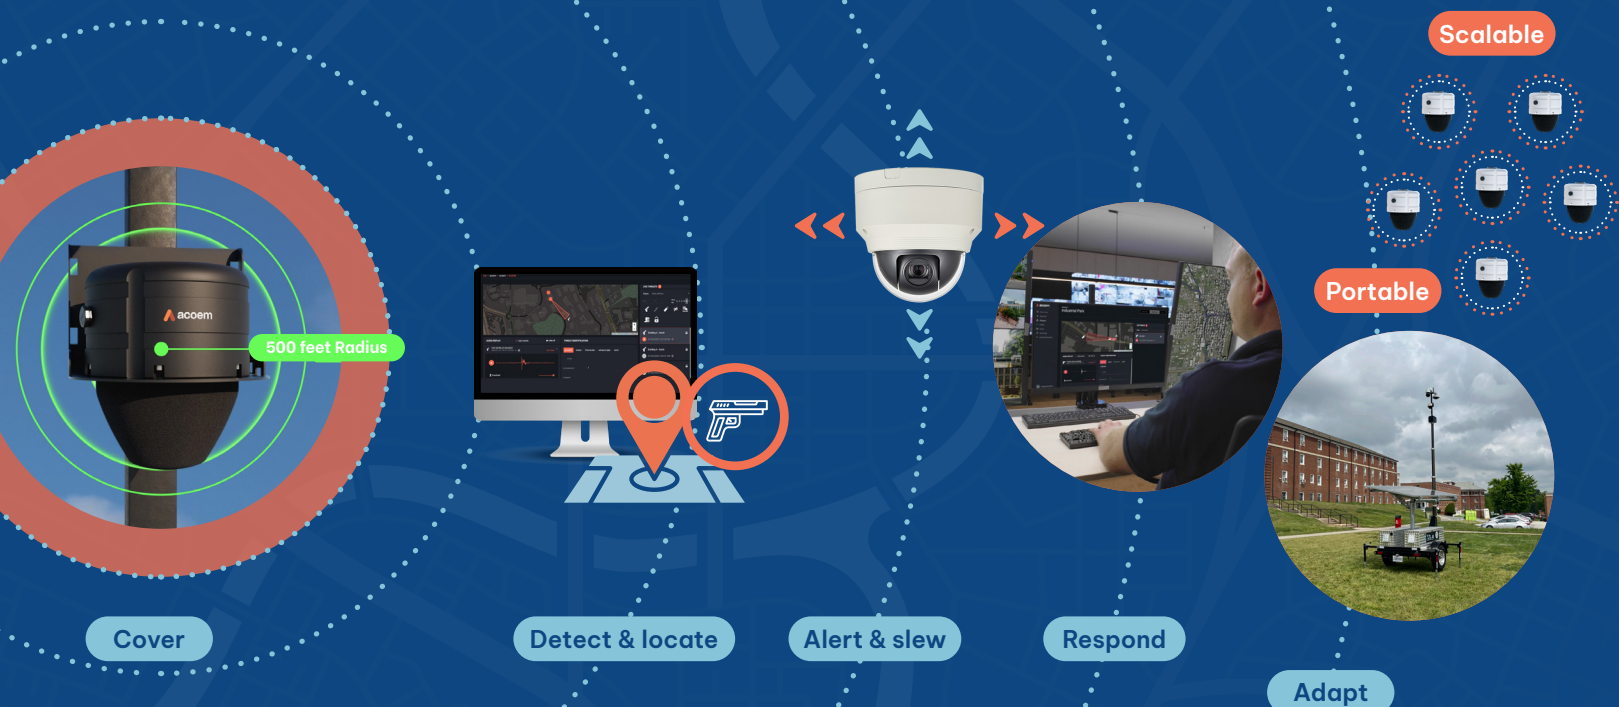 Scalable
acoem
500 feet Radius
Portable
Cover
Detect & locate
Alert & slew
Respond
Adapt